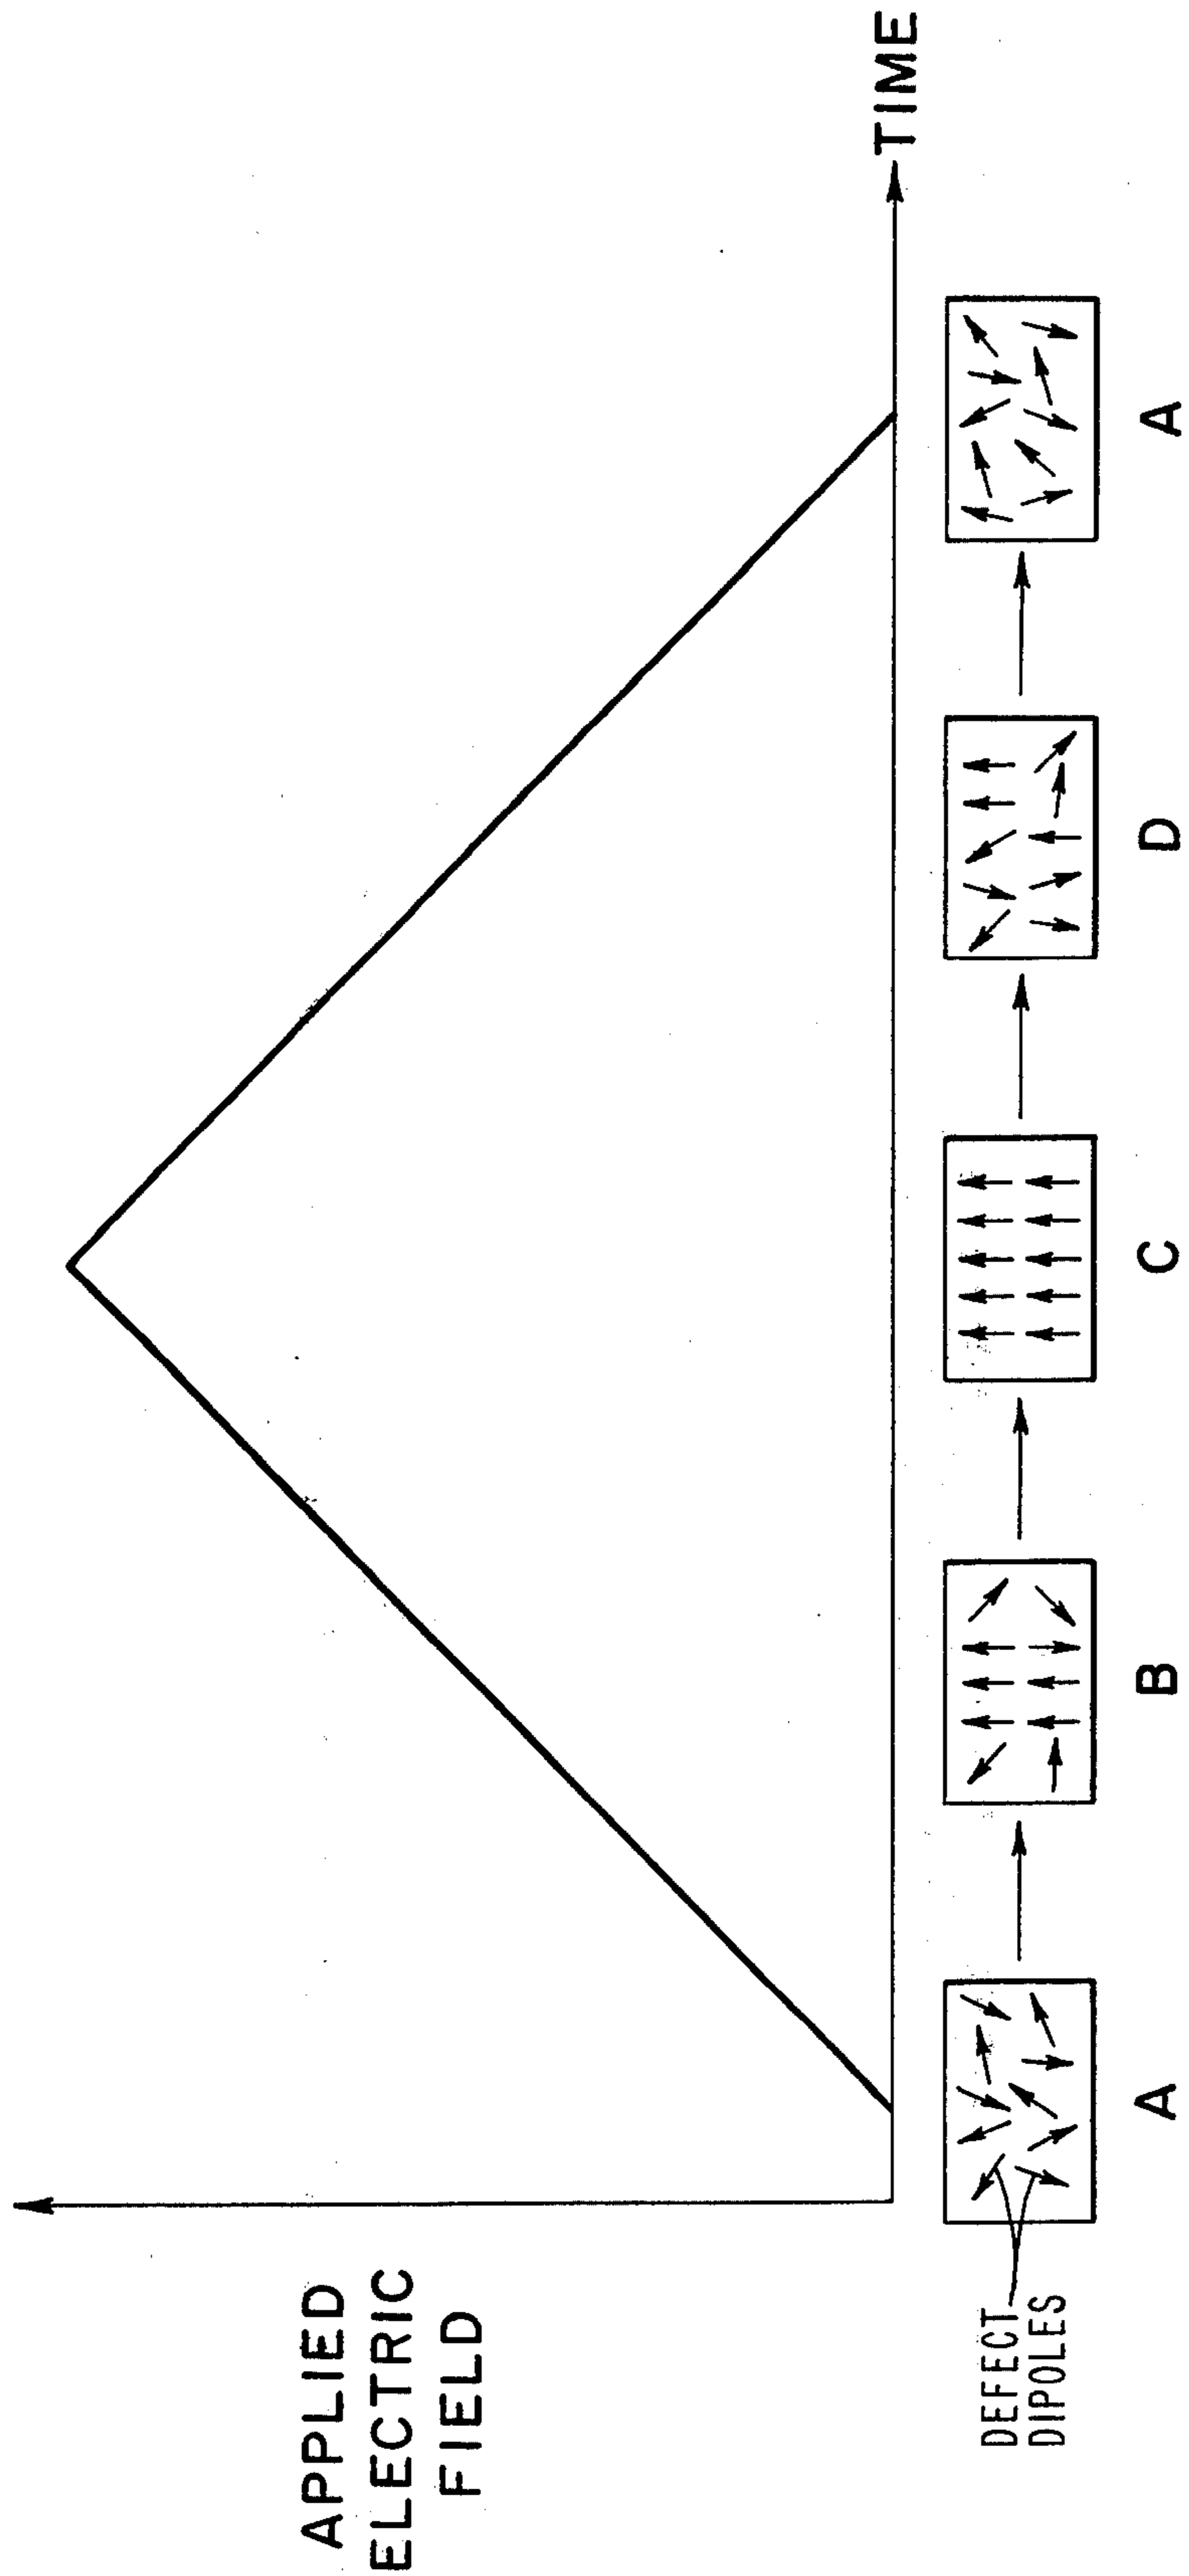 APPLIED
ELECTRIC
FIELD
TIME
DEFECT
DIPOLES
A
B
C
D
A